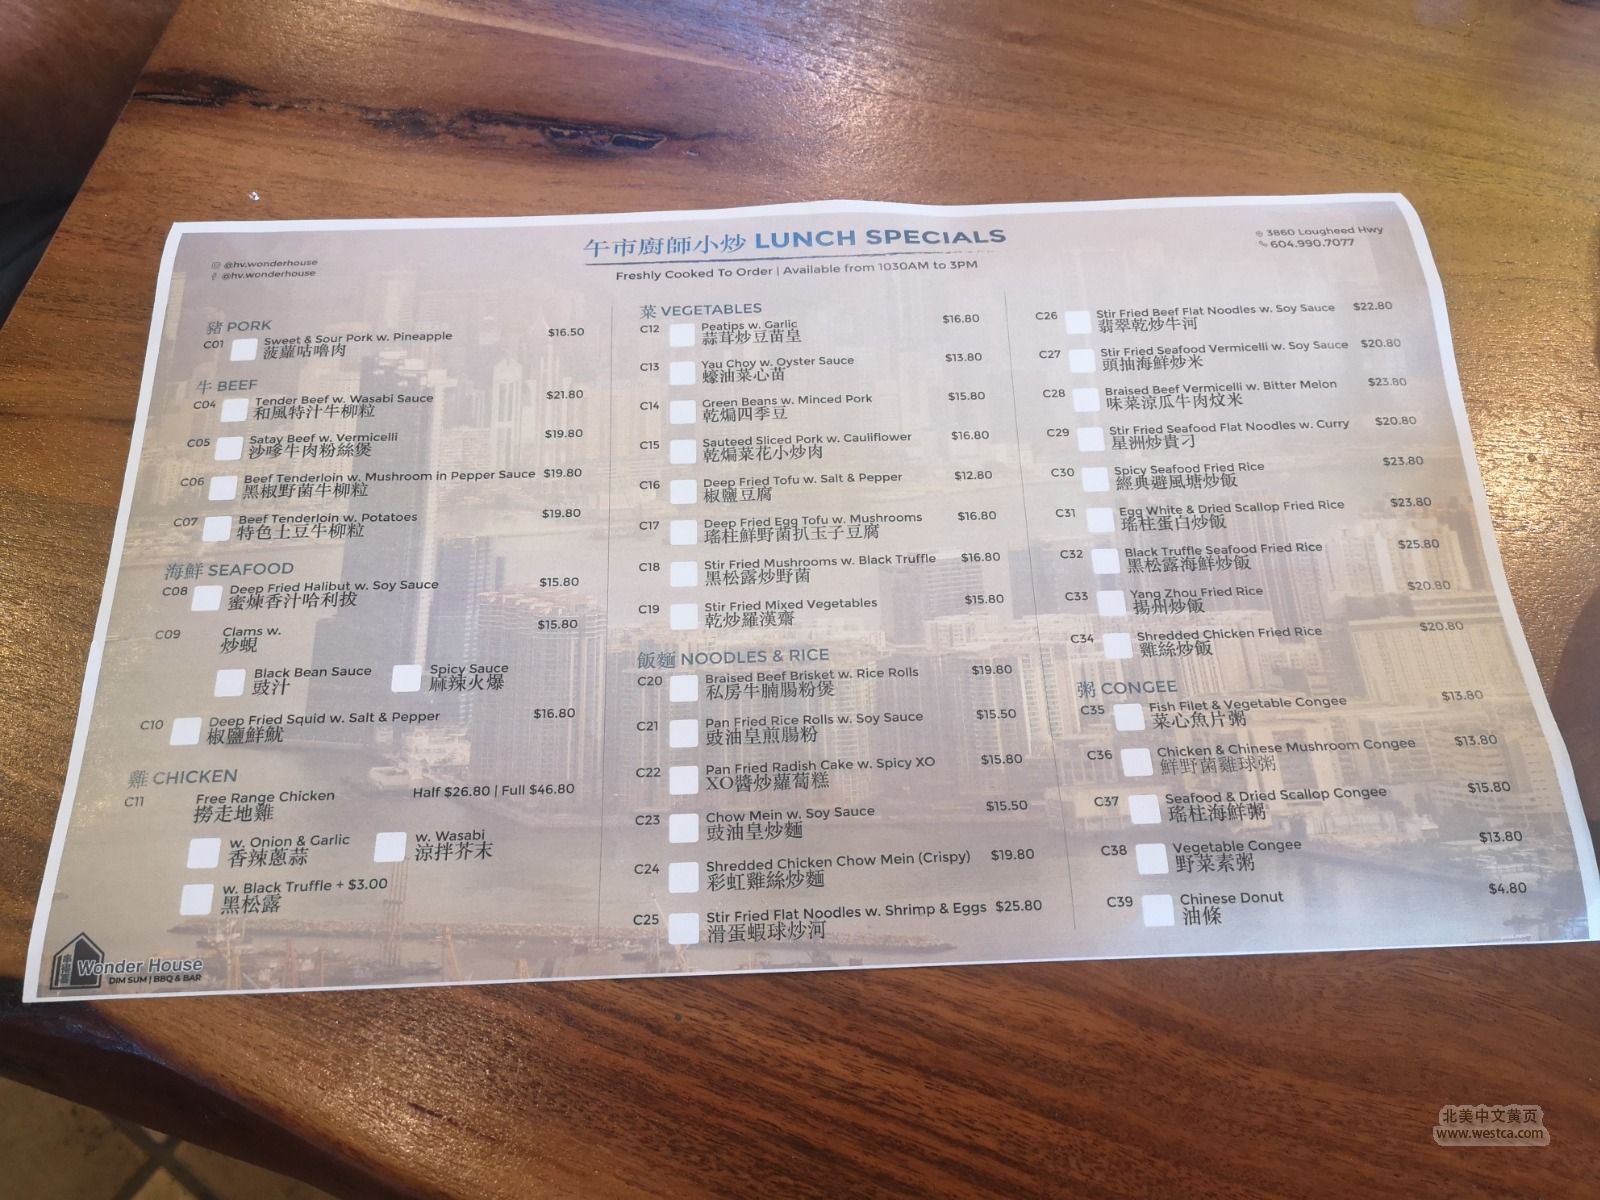 午市廚師小炒 LUNCH SPECIALS
Freshly Cooked To Order | Available from 1030AM to 3PM
@hv.wonderhouse
@hv.wonderhouse
3860 Lougheed Hwy
604.990.7077
豬 PORK
C01 Sweet & Sour Pork w. Pineapple $16.50
菠蘿咕嚕肉
牛 BEEF
C04 Tender Beef w. Wasabi Sauce $21.80
和風特汁牛柳粒
C05 Satay Beef w. Vermicelli $19.80
沙嗲牛肉粉絲煲
C06 Beef Tenderloin w. Mushroom in Pepper Sauce $19.80
黑椒野菌牛柳粒
C07 Beef Tenderloin w. Potatoes $19.80
特色土豆牛柳粒
海鮮 SEAFOOD
C08 Deep Fried Halibut w. Soy Sauce $15.80
蜜煉香汁哈利拔
C09 Clams w. $15.80
炒蜆
Black Bean Sauce Spicy Sauce
豉汁 麻辣火爆
C10 Deep Fried Squid w. Salt & Pepper $16.80
椒鹽鮮魷
雞 CHICKEN
C11 Free Range Chicken Half $26.80 | Full $46.80
撈走地雞
w. Onion & Garlic w. Wasabi
香辣蔥蒜 涼拌芥末
w. Black Truffle + $3.00
黑松露
Wonder House
DIM SUM | BBQ & BAR
菜 VEGETABLES
C12 Peatips w. Garlic $16.80
蒜茸炒豆苗皇
C13 Yau Choy w. Oyster Sauce $13.80
蠔油菜心苗
C14 Green Beans w. Minced Pork $15.80
乾煸四季豆
C15 Sauteed Sliced Pork w. Cauliflower $16.80
乾煸菜花小炒肉
C16 Deep Fried Tofu w. Salt & Pepper $12.80
椒鹽豆腐
C17 Deep Fried Egg Tofu w. Mushrooms $16.80
瑤柱鮮野菌扒玉子豆腐
C18 Stir Fried Mushrooms w. Black Truffle $16.80
黑松露炒野菌
C19 Stir Fried Mixed Vegetables $15.80
乾炒羅漢齋
飯麵 NOODLES & RICE
C20 Braised Beef Brisket w. Rice Rolls $19.80
私房牛腩腸粉煲
C21 Pan Fried Rice Rolls w. Soy Sauce $15.50
豉油皇煎腸粉
C22 Pan Fried Radish Cake w. Spicy XO $15.80
XO醬炒蘿蔔糕
C23 Chow Mein w. Soy Sauce $15.50
豉油皇炒麵
C24 Shredded Chicken Chow Mein (Crispy) $19.80
彩虹雞絲炒麵
C25 Stir Fried Flat Noodles w. Shrimp & Eggs $25.80
滑蛋蝦球炒河
C26 Stir Fried Beef Flat Noodles w. Soy Sauce $22.80
翡翠乾炒牛河
C27 Stir Fried Seafood Vermicelli w. Soy Sauce $20.80
頭抽海鮮炒米
C28 Braised Beef Vermicelli w. Bitter Melon $23.80
味菜涼瓜牛肉炆米
C29 Stir Fried Seafood Flat Noodles w. Curry $20.80
星洲炒貴刁
C30 Spicy Seafood Fried Rice $23.80
經典避風塘炒飯
C31 Egg White & Dried Scallop Fried Rice $23.80
瑤柱蛋白炒飯
C32 Black Truffle Seafood Fried Rice $25.80
黑松露海鮮炒飯
C33 Yang Zhou Fried Rice $20.80
揚州炒飯
C34 Shredded Chicken Fried Rice $20.80
雞絲炒飯
粥 CONGEE
C35 Fish Filet & Vegetable Congee $13.80
菜心魚片粥
C36 Chicken & Chinese Mushroom Congee $13.80
鮮野菌雞球粥
C37 Seafood & Dried Scallop Congee $15.80
瑤柱海鮮粥
C38 Vegetable Congee $13.80
野菜素粥
C39 Chinese Donut $4.80
油條
北美中文黄页
www.westca.com